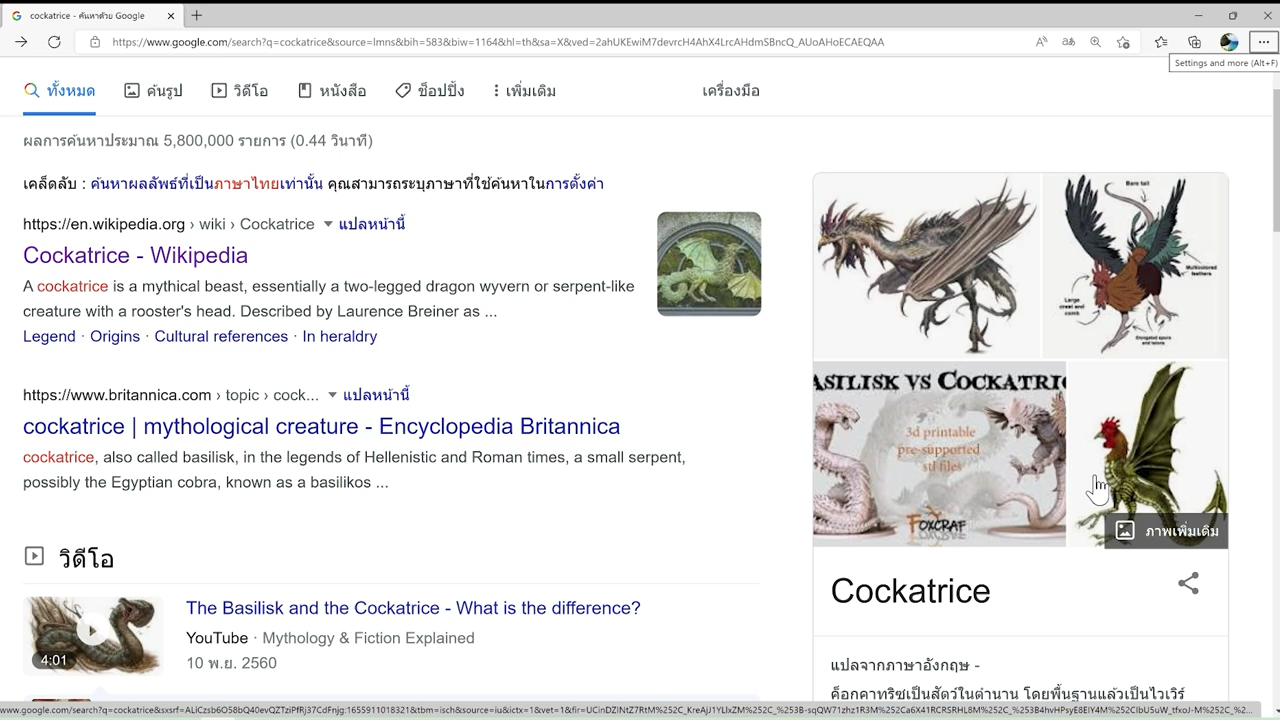 cockatrice - ค้นหาด้วย Google
https://www.google.com/search?q=cockatrice&source=lmns&bih=583&biw=1164&hl=th&sa=X&ved=2ahUKEwiM7devrcH4AhX4LrcAHdmSBncQ_AUoAHoECAEQAA
Settings and more (Alt+F)
ทั้งหมด ค้นรูป วิดีโอ หนังสือ ช็อปปิ้ง เพิ่มเติม เครื่องมือ
ผลการค้นหาประมาณ 5,800,000 รายการ (0.44 วินาที)
เคล็ดลับ : ค้นหาผลลัพธ์ที่เป็นภาษาไทยเท่านั้น คุณสามารถระบุภาษาที่ใช้ค้นหาในการตั้งค่า
https://en.wikipedia.org › wiki › Cockatrice แปลหน้านี้
Cockatrice - Wikipedia
A cockatrice is a mythical beast, essentially a two-legged dragon wyvern or serpent-like
creature with a rooster's head. Described by Laurence Breiner as ...
Legend · Origins · Cultural references · In heraldry
https://www.britannica.com › topic › cock... แปลหน้านี้
cockatrice | mythological creature - Encyclopedia Britannica
cockatrice, also called basilisk, in the legends of Hellenistic and Roman times, a small serpent,
possibly the Egyptian cobra, known as a basilikos ...
วิดีโอ
The Basilisk and the Cockatrice - What is the difference?
YouTube · Mythology & Fiction Explained
10 พ.ย. 2560
4:01
Bare tail
Multicolored
feathers
Large
crest and
comb
Elongated spurs
and talons
ASILISK VS COCKATRIC
3d printable
pre-supported
stl files
FOXCRAF
ภาพเพิ่มเติม
Cockatrice
แปลจากภาษาอังกฤษ -
ค็อกคาทริซเป็นสัตว์ในตำนาน โดยพื้นฐานแล้วเป็นไวเวิร์